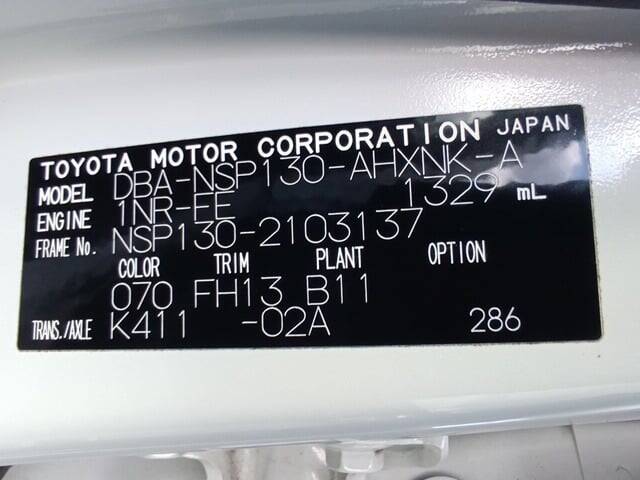 TOYOTA MOTOR CORPORATION JAPAN
MODEL DBA-NSP130-AHXNK-A
ENGINE 1NR-FE 1329 mL
FRAME No. NSP130-2103137
COLOR TRIM PLANT OPTION
070 FH13 B11
TRANS./AXLE K411 -02A 286